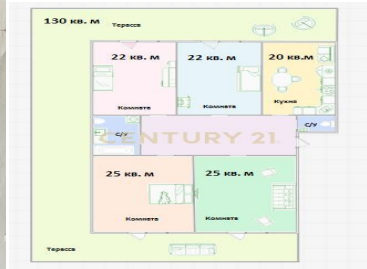 130 кв. м Терасса
22 кв. м
22 кв. м
20 кв.м
Комната
Комната
Кухня
С/У
С/У
CENTURY 21
25 кв. м
25 кв. м
Комната
Комната
Терасса